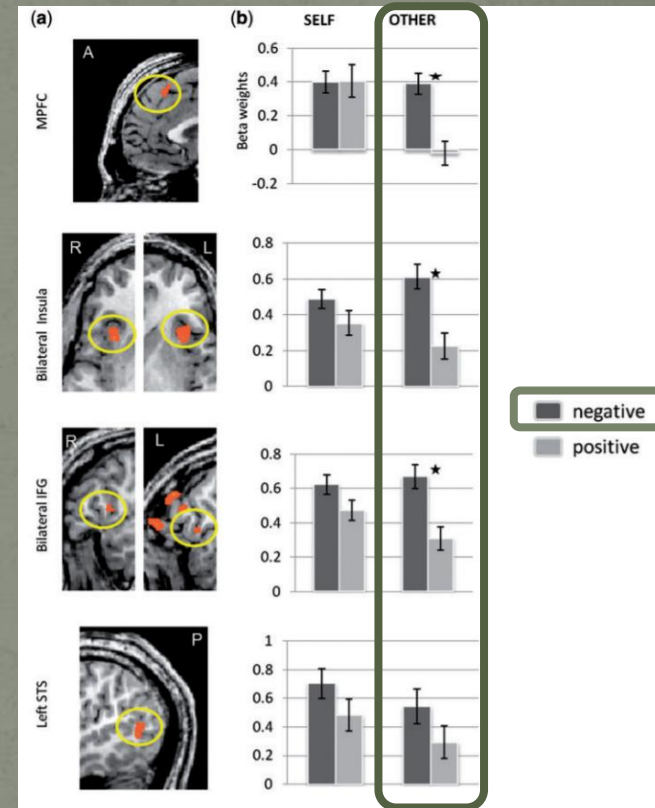 (a)
(b)
SELF
OTHER
MPFC
A
Beta weights
0.6
0.4
0.2
0
-0.2
★
Bilateral Insula
R
L
0.8
0.6
0.4
0.2
0
★
negative
positive
Bilateral IFG
R
L
0.8
0.6
0.4
0.2
0
★
Left STS
P
1
0.8
0.6
0.4
0.2
0